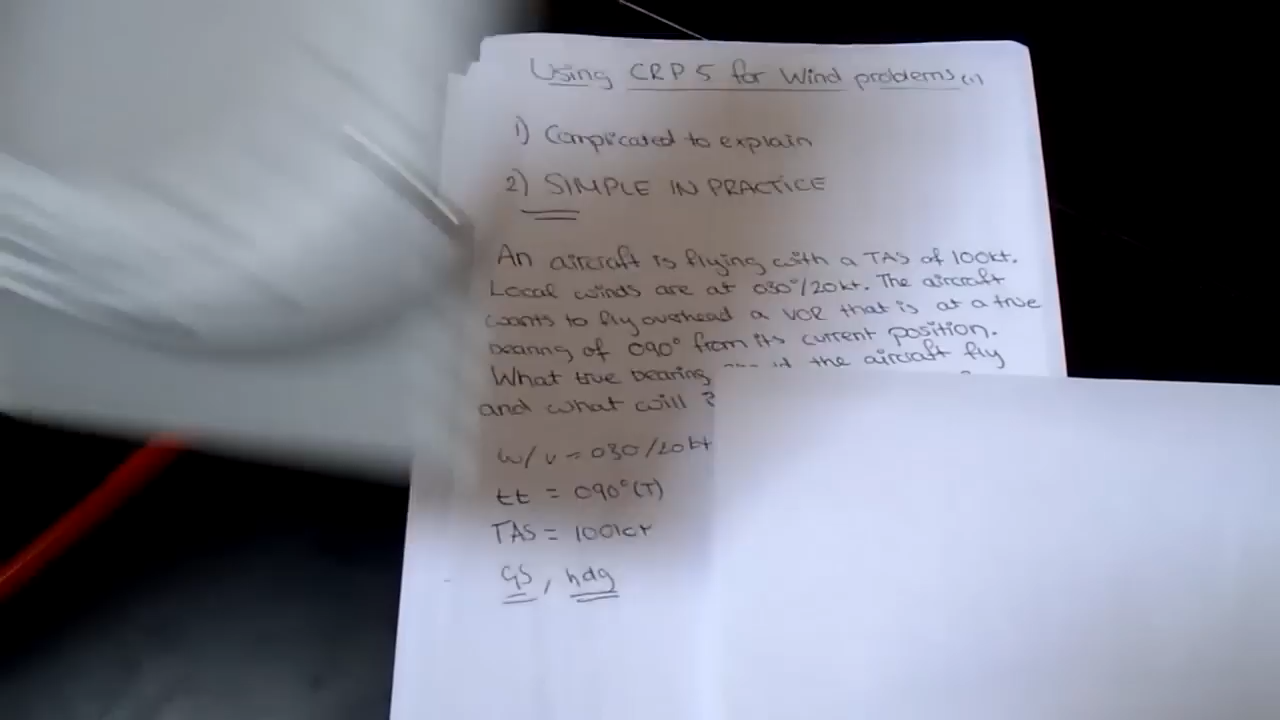 Using CRP5 for Wind problems (1)
1) Complicated to explain
2) SIMPLE IN PRACTICE
An aircraft is flying with a TAS of 100kt.
Local winds are at 030°/20kt. The aircraft
wants to fly overhead a VOR that is at a true
bearing of 090° from its current position.
What true bearing the aircraft fly
and what will
W/V = 030/20kt
tt = 090°(T)
TAS = 100kt
GS, hdg